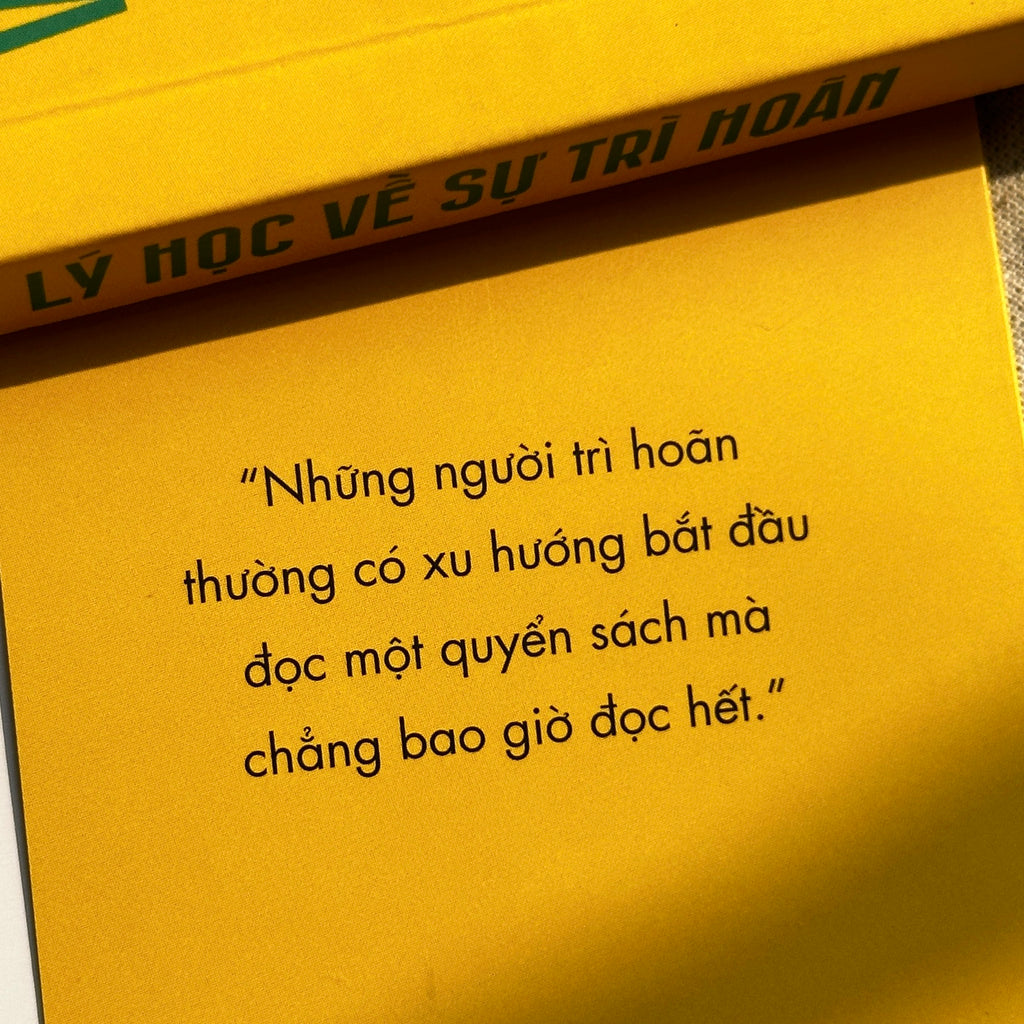 LÝ HỌC VỀ SỰ TRÌ HOÃN
“Những người trì hoãn
thường có xu hướng bắt đầu
đọc một quyển sách mà
chẳng bao giờ đọc hết.”